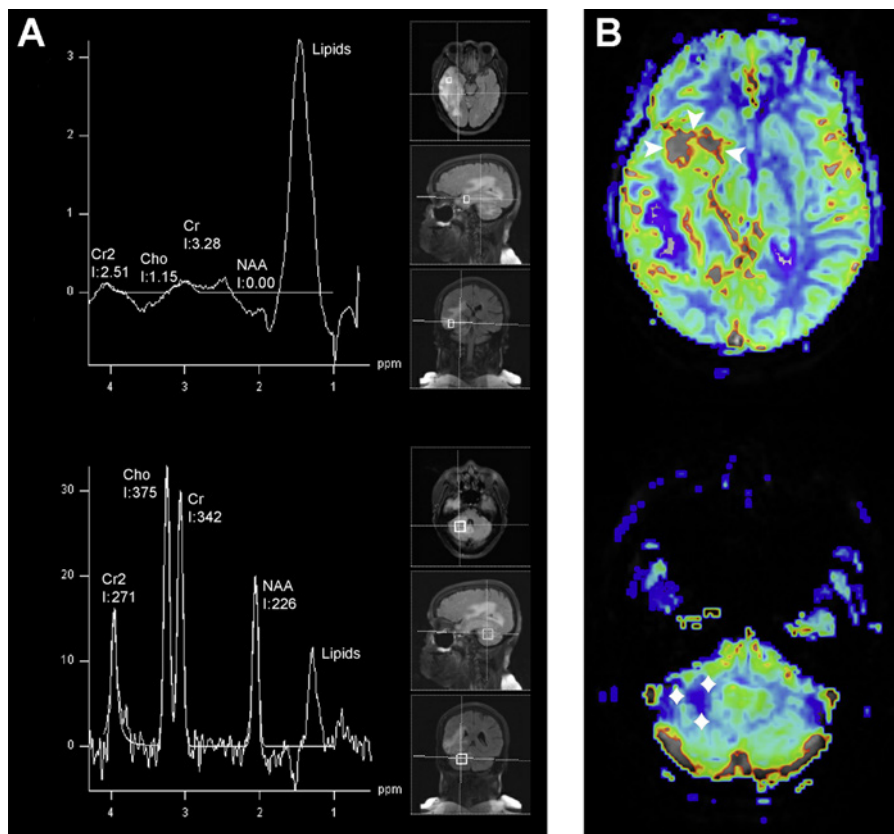 A
3
2
1
0
Lipids
Cr
I:3.28
Cr2
I:2.51
Cho
I:1.15
NAA
I:0.00
ppm
4
3
2
1
30
20
10
0
Cho
I:375
Cr
I:342
Cr2
I:271
NAA
I:226
Lipids
ppm
4
3
2
1
B